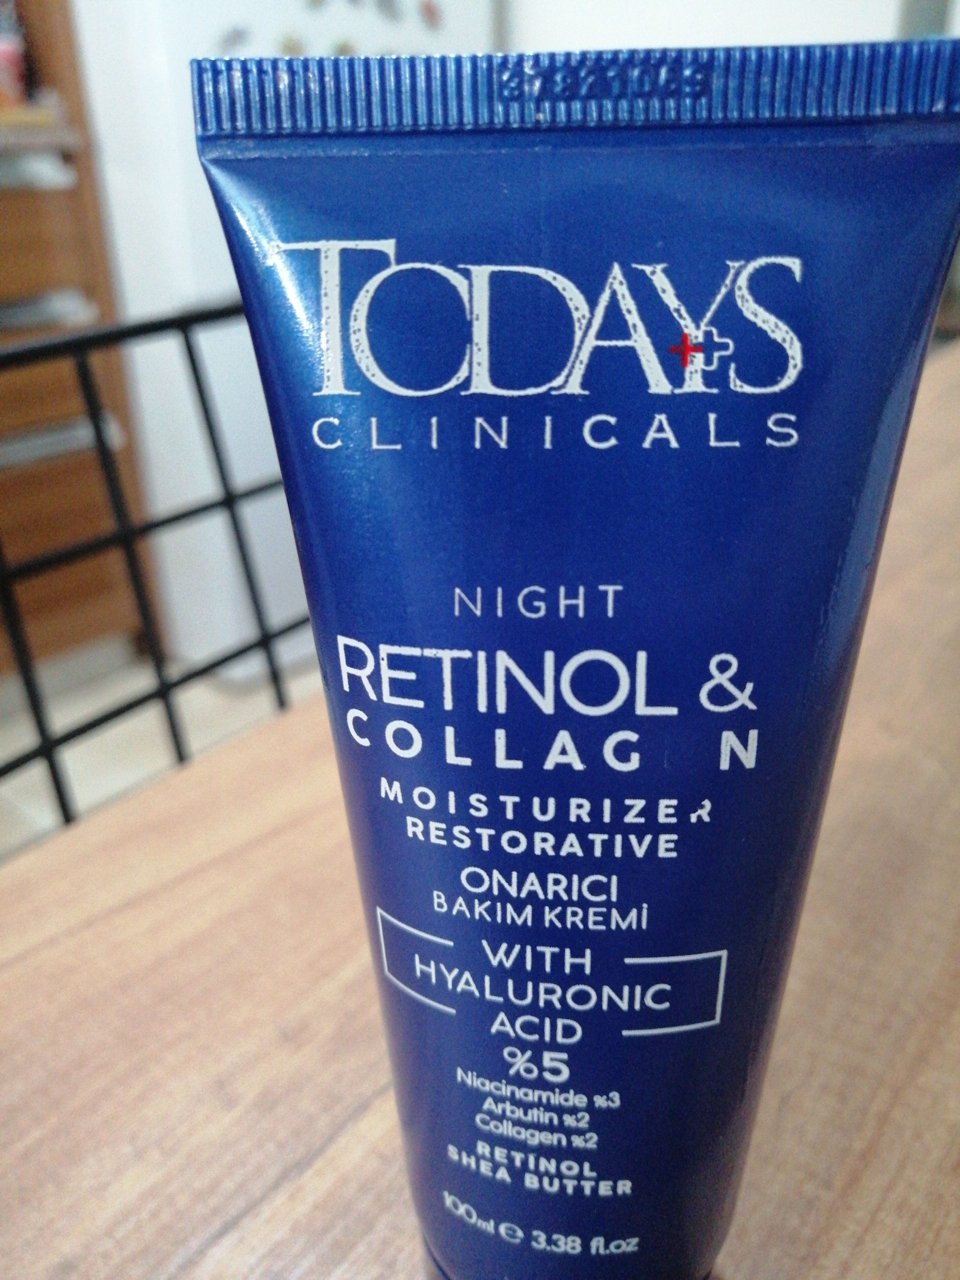 TODAYS
CLINICALS
NIGHT
RETINOL &
COLLAG N
MOISTURIZER
RESTORATIVE
ONARICI
BAKIM KREMİ
WITH
HYALURONIC
ACID
%5
Niacinamide %3
Arbutin %2
Collagen %2
RETINOL
SHEA BUTTER
100ml e 3.38 fl.oz